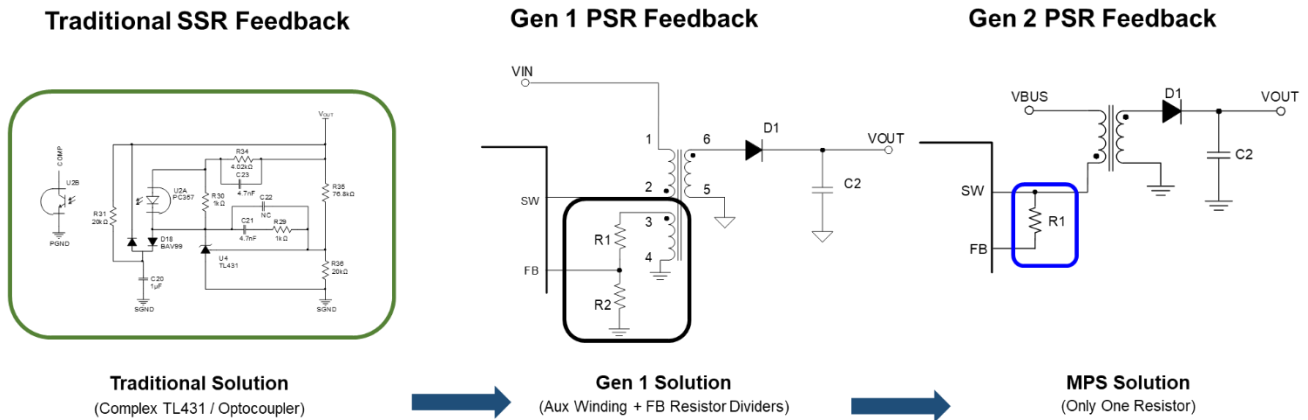 Traditional SSR Feedback
Gen 1 PSR Feedback
Gen 2 PSR Feedback
VOUT
COMP
U2B
PGND
U2A
PC357
R31
20kΩ
D18
BAV99
C20
1μF
SGND
R34
4.02kΩ
C23
4.7nF
R30
1kΩ
C22
NC
C21
4.7nF
R29
1kΩ
U4
TL431
R35
76.8kΩ
R36
20kΩ
SGND
VIN
1
6
D1
VOUT
2
5
C2
SW
3
R1
4
FB
R2
VBUS
D1
VOUT
C2
SW
R1
FB
Traditional Solution
(Complex TL431 / Optocoupler)
Gen 1 Solution
(Aux Winding + FB Resistor Dividers)
MPS Solution
(Only One Resistor)